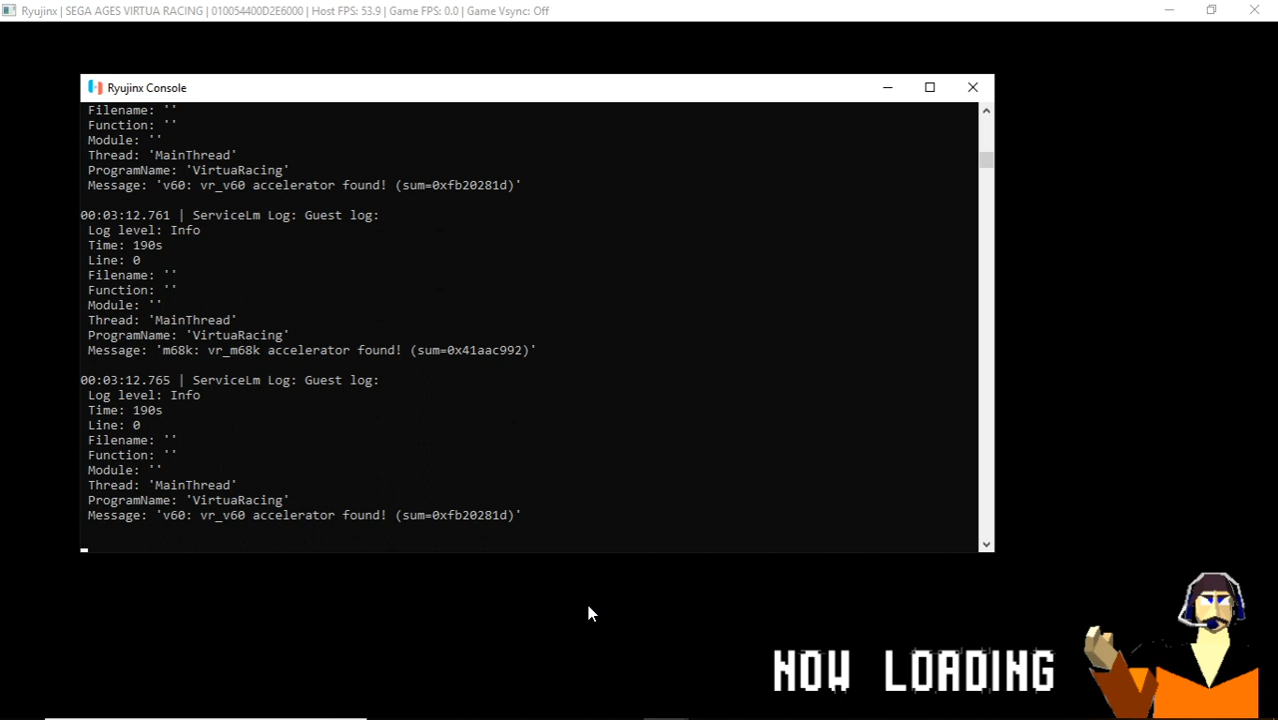 Ryujinx | SEGA AGES VIRTUA RACING | 010054400D2E6000 | Host FPS: 53.9 | Game FPS: 0.0 | Game Vsync: Off
Ryujinx Console
Filename: ''
Function: ''
Module: ''
Thread: 'MainThread'
ProgramName: 'VirtuaRacing'
Message: 'v60: vr_v60 accelerator found! (sum=0xfb20281d)'
00:03:12.761 | ServiceLm Log: Guest log:
Log level: Info
Time: 190s
Line: 0
Filename: ''
Function: ''
Module: ''
Thread: 'MainThread'
ProgramName: 'VirtuaRacing'
Message: 'm68k: vr_m68k accelerator found! (sum=0x41aac992)'
00:03:12.765 | ServiceLm Log: Guest log:
Log level: Info
Time: 190s
Line: 0
Filename: ''
Function: ''
Module: ''
Thread: 'MainThread'
ProgramName: 'VirtuaRacing'
Message: 'v60: vr_v60 accelerator found! (sum=0xfb20281d)'
NOW LOADING